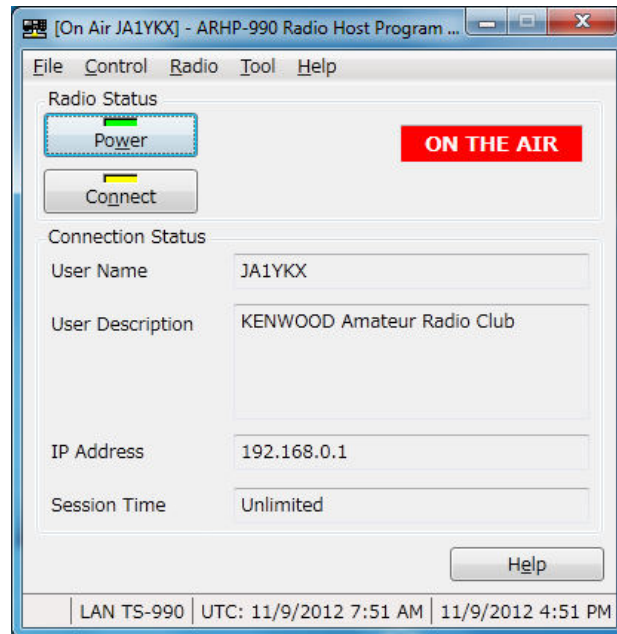 [On Air JA1YKX] - ARHP-990 Radio Host Program ...
File Control Radio Tool Help
Radio Status
Power
ON THE AIR
Connect
Connection Status
User Name JA1YKX
User Description KENWOOD Amateur Radio Club
IP Address 192.168.0.1
Session Time Unlimited
Help
LAN TS-990 UTC: 11/9/2012 7:51 AM 11/9/2012 4:51 PM